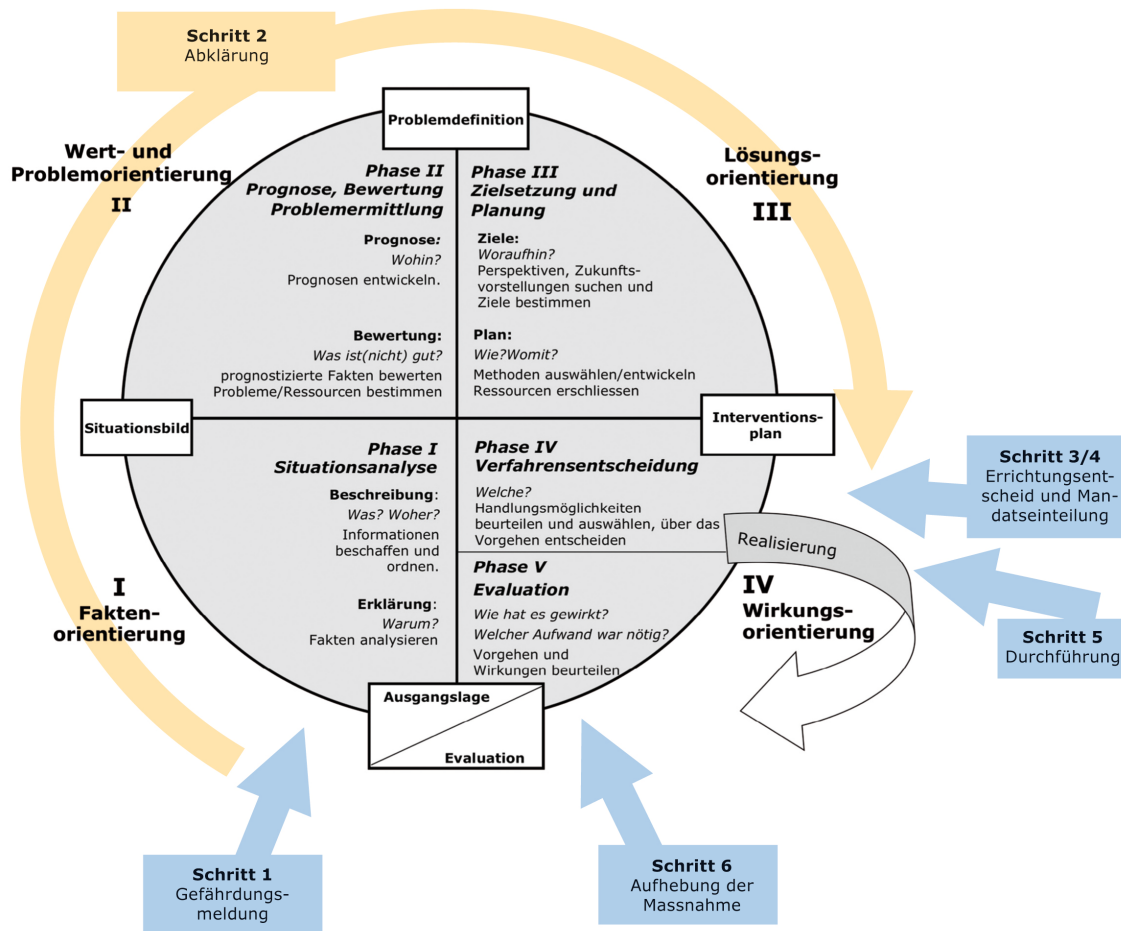 Schritt 2
Abklärung
Problemdefinition
Wert- und
Problemorientierung
II
Lösungs-
orientierung
III
Phase II
Prognose, Bewertung
Problemermittlung
Prognose:
Wohin?
Prognosen entwickeln.
Bewertung:
Was ist(nicht) gut?
prognostizierte Fakten bewerten
Probleme/Ressourcen bestimmen
Phase III
Zielsetzung und
Planung
Ziele:
Woraufhin?
Perspektiven, Zukunfts-
vorstellungen suchen und
Ziele bestimmen
Plan:
Wie?Womit?
Methoden auswählen/entwickeln
Ressourcen erschliessen
Situationsbild
Interventions-
plan
Phase I
Situationsanalyse
Beschreibung:
Was? Woher?
Informationen
beschaffen und
ordnen.
Erklärung:
Warum?
Fakten analysieren
Phase IV
Verfahrensentscheidung
Welche?
Handlungsmöglichkeiten
beurteilen und auswählen, über das
Vorgehen entscheiden
Phase V
Evaluation
Wie hat es gewirkt?
Welcher Aufwand war nötig?
Vorgehen und
Wirkungen beurteilen
Schritt 3/4
Errichtungsent-
scheid und Man-
datseinteilung
Realisierung
I
Fakten-
orientierung
IV
Wirkungs-
orientierung
Schritt 5
Durchführung
Ausgangslage
Evaluation
Schritt 1
Gefährdungs-
meldung
Schritt 6
Aufhebung der
Massnahme